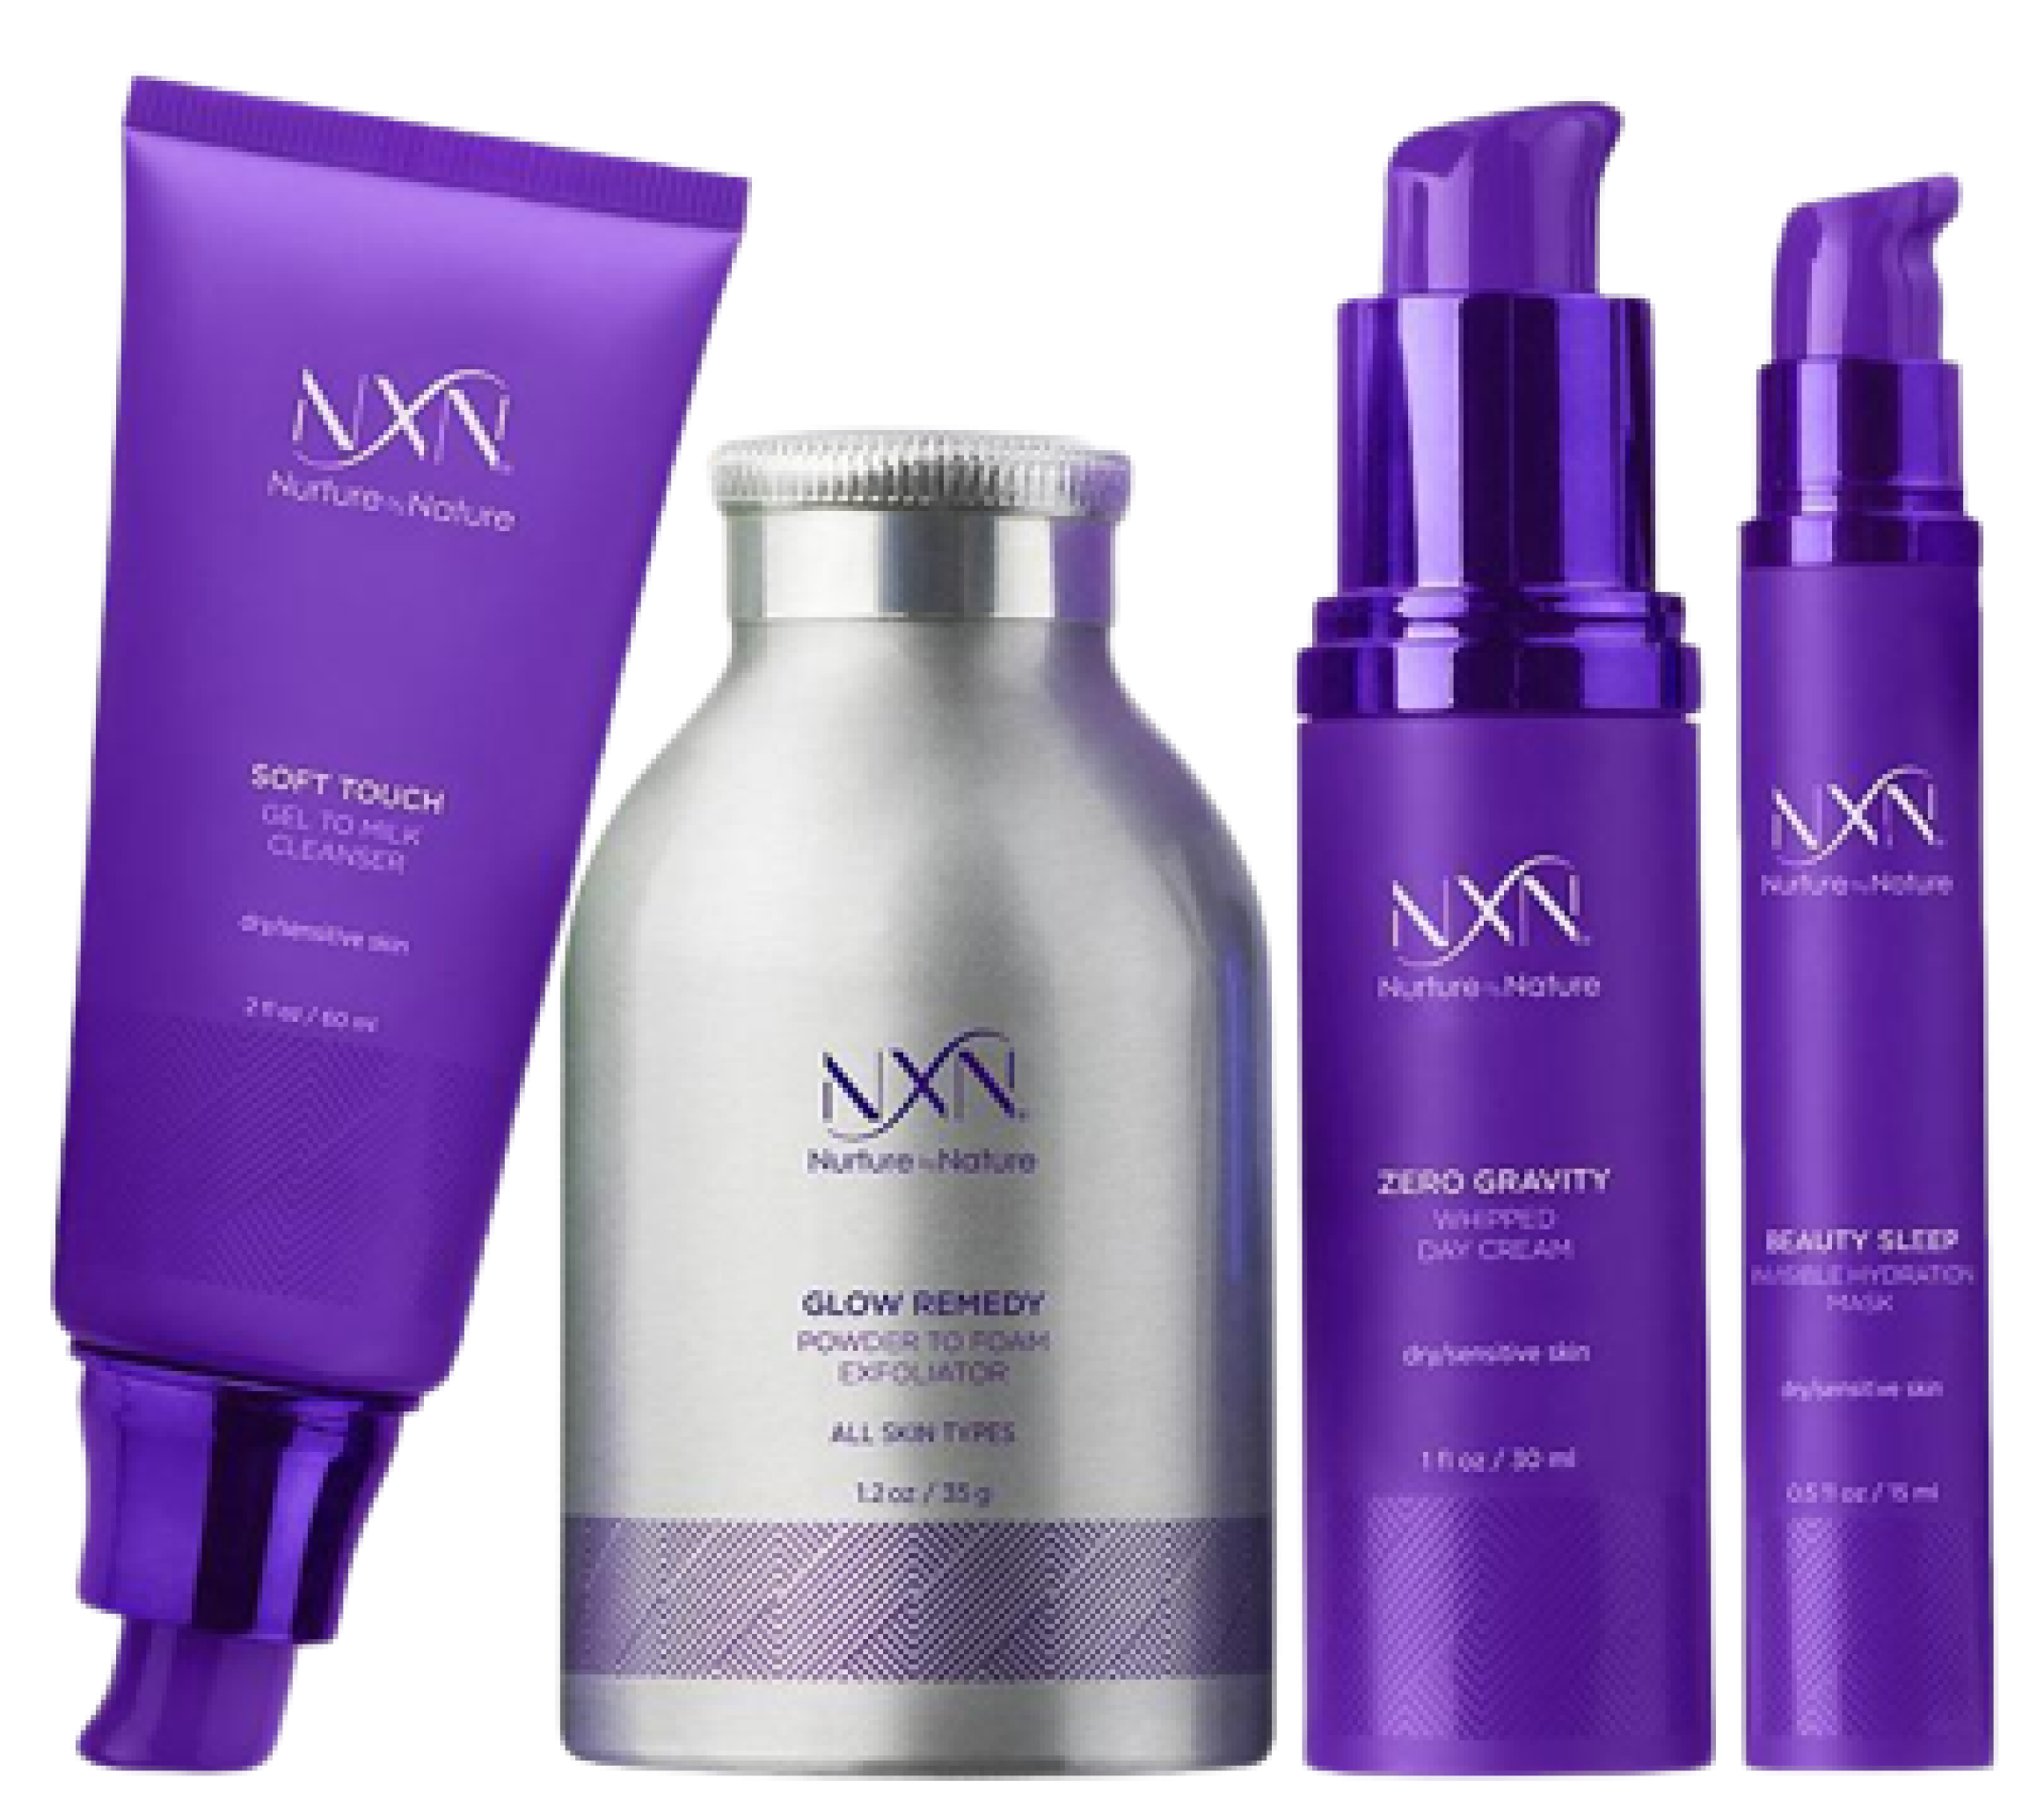 NXN
Nurture by Nature
SOFT TOUCH
GEL TO MILK
CLEANSER
dry/sensitive skin
2 fl oz / 60 ml
NXN
Nurture by Nature
GLOW REMEDY
POWDER TO FOAM
EXFOLIATOR
ALL SKIN TYPES
1.2 oz / 35 g
NXN
Nurture by Nature
ZERO GRAVITY
WHIPPED
DAY CREAM
dry/sensitive skin
1 fl oz / 30 ml
NXN
Nurture by Nature
BEAUTY SLEEP
INVISIBLE HYDRATION
MASK
dry/sensitive skin
0.5 fl oz / 15 ml